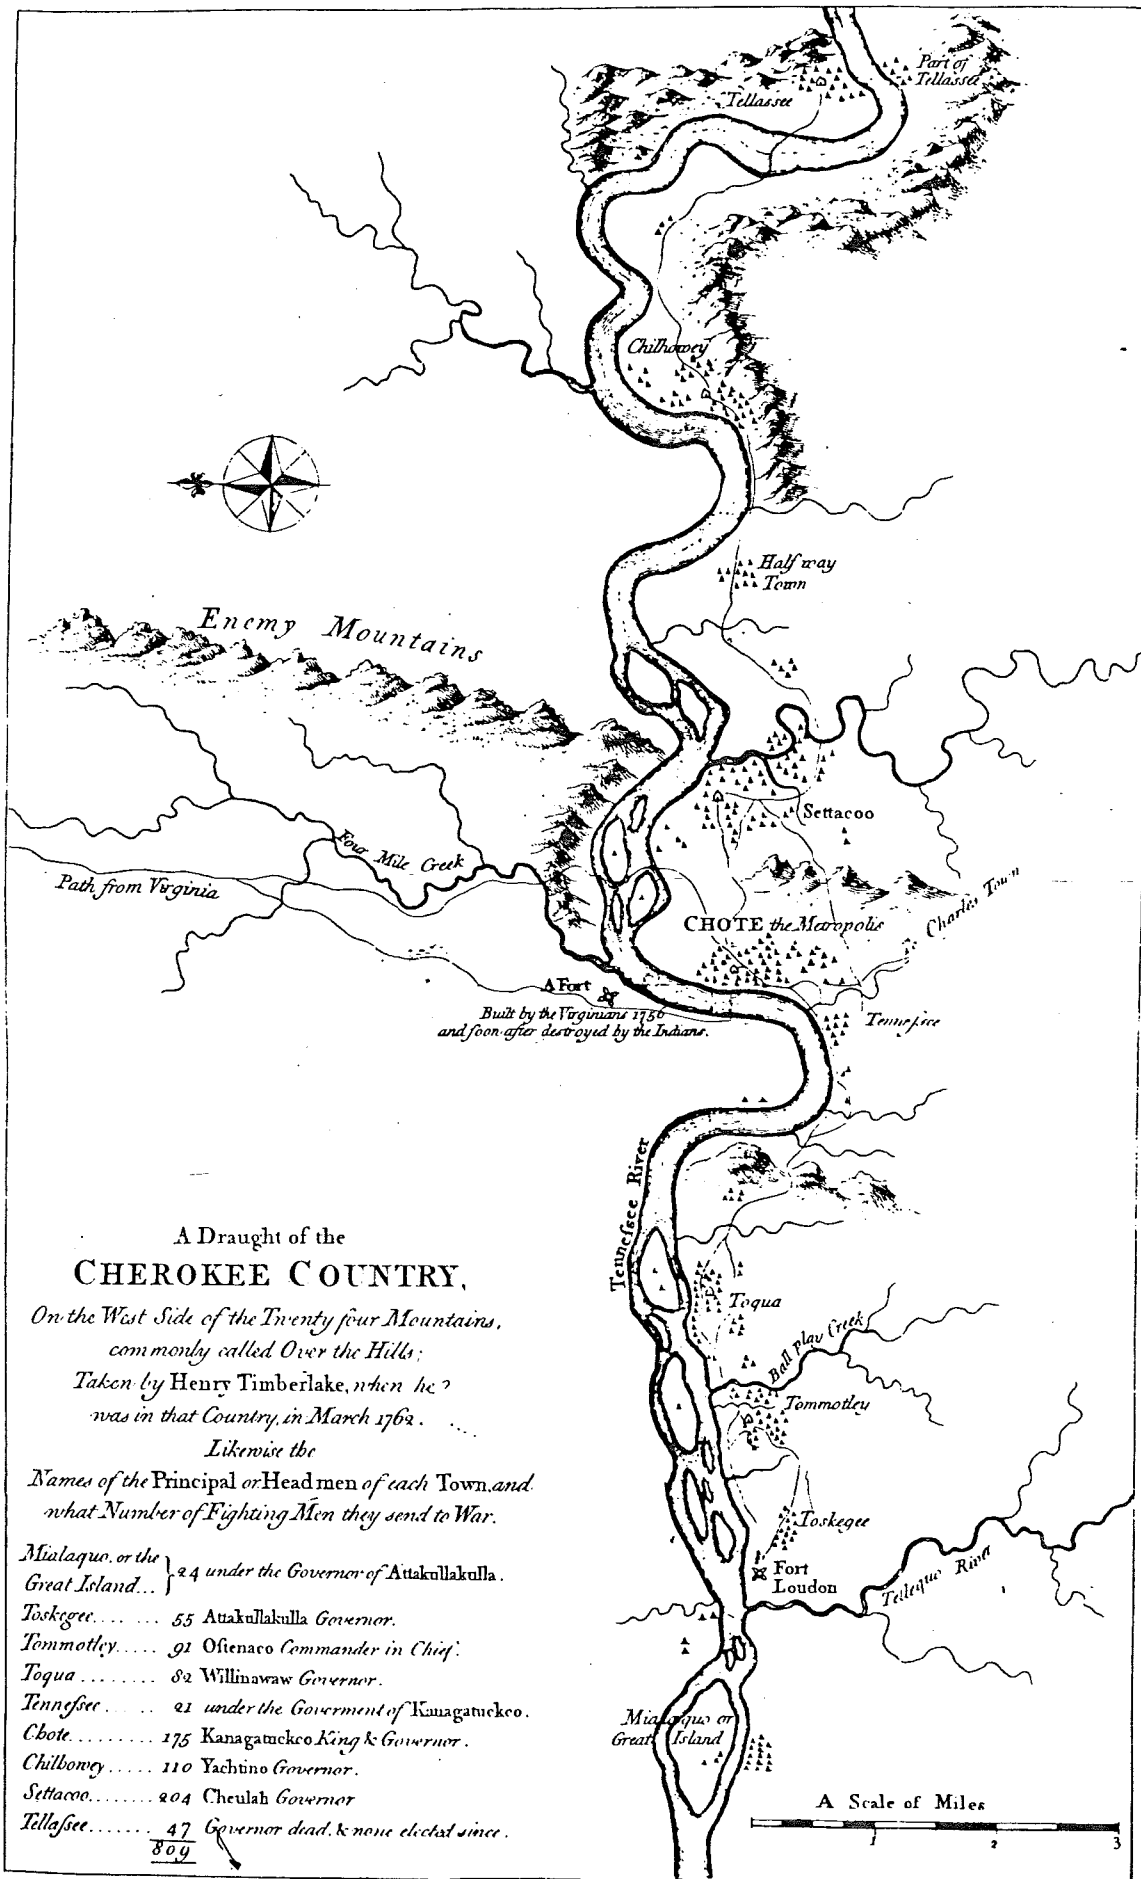 Part of
Tellassee
Tellassee
Chilhowey
Half way
Town
Enemy Mountains
Settacoo
Four Mile Creek
Path from Virginia
Charles Town
CHOTE the Metropolis
A Fort
Built by the Virginians 1756
and soon after destroyed by the Indians.
Tenneſsee
Tenneſsee River
Toqua
Ball play Creek
Tommotley
Toskegee
Fort
Loudon
Telequo River
Mialaquo or
Great Island
A Scale of Miles
1 2 3
A Draught of the
CHEROKEE COUNTRY,
On the West Side of the Twenty four Mountains,
commonly called Over the Hills;
Taken by Henry Timberlake, when he
was in that Country, in March 1762.
Likewise the
Names of the Principal or Head men of each Town, and
what Number of Fighting Men they send to War.
Mialaquo, or the
Great Island... } 24 under the Governor of Attakullakulla.
Toskegee........ 55 Attakullakulla Governor.
Tommotley..... 91 Oſtenaco Commander in Chief.
Toqua ........ 82 Willinawaw Governor.
Tenneſsee ..... 21 under the Goverment of Kanagatuckco.
Chote......... 175 Kanagatuckco King & Governor.
Chilhowey..... 110 Yachtino Governor.
Settacoo........ 204 Cheulah Governor
Tellaſsee....... 47 Governor dead, & none elected since.
809